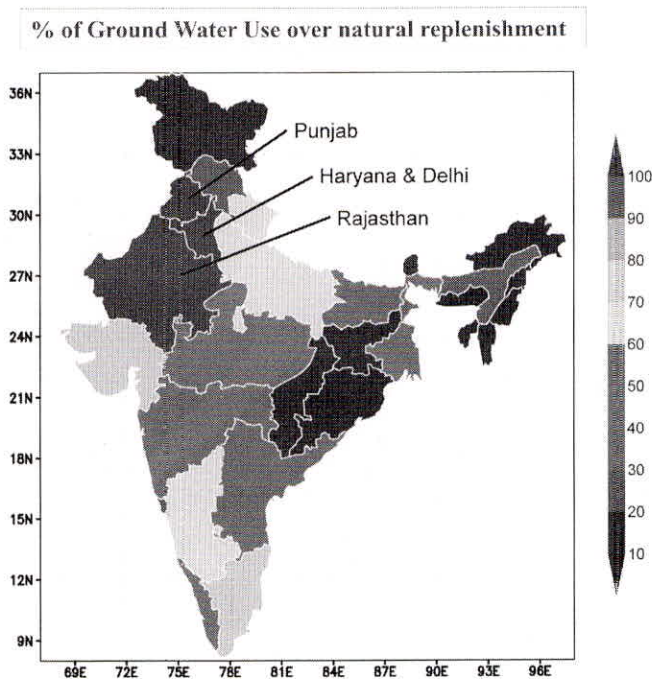 % of Ground Water Use over natural replenishment
36N
33N
30N
27N
24N
21N
18N
15N
12N
9N
Punjab
Haryana & Delhi
Rajasthan
69E 72E 75E 78E 81E 84E 87E 90E 93E 96E
100
90
80
70
60
50
40
30
20
10